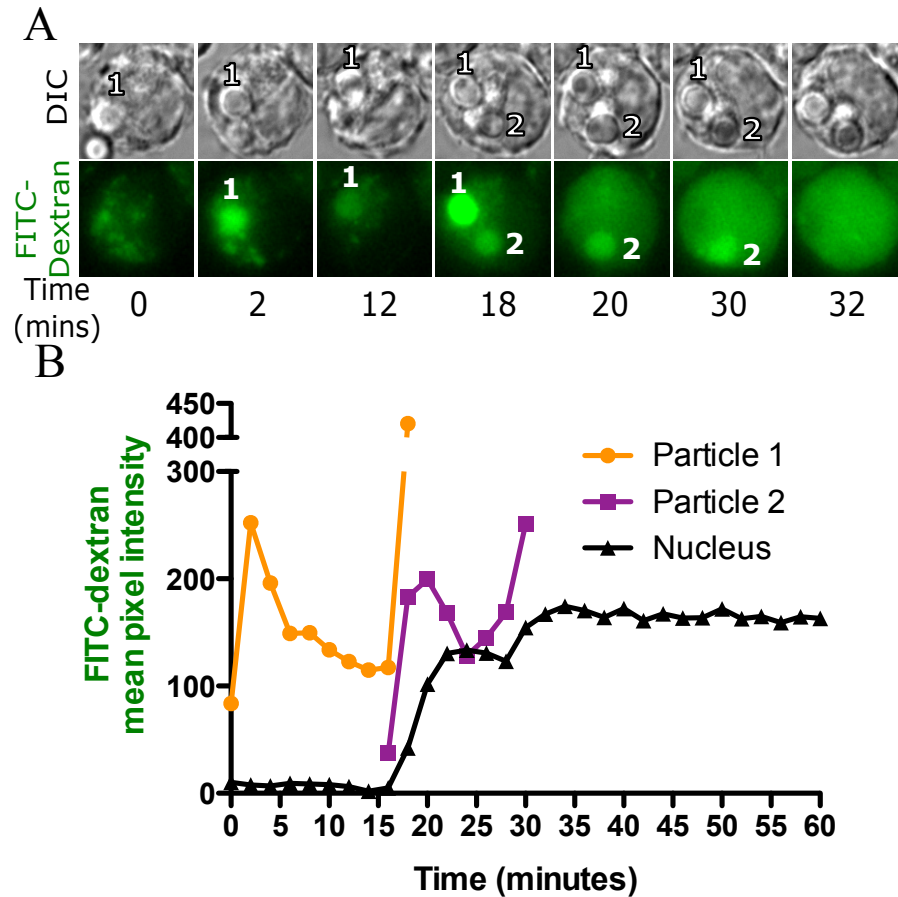 A
DIC
1
1
1
1
2
1
2
1
2
FITC-
Dextran
1
1
1
2
2
2
Time
(mins)
0 2 12 18 20 30 32
B
FITC-dextran
mean pixel intensity
450
400
300
200
100
0
Particle 1
Particle 2
Nucleus
0 5 10 15 20 25 30 35 40 45 50 55 60
Time (minutes)